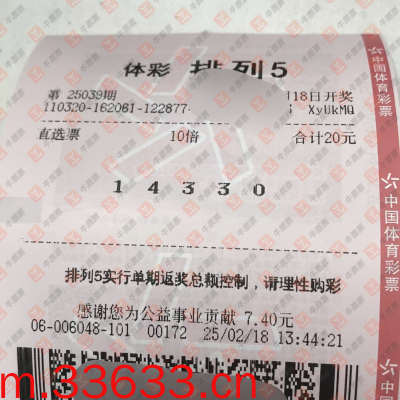 体彩 排列5
第 25039期 月18日开奖
110320-162061-122877- XyUkMQ
直选票 10倍 合计20元
1 4 3 3 0
排列5实行单期返奖总额控制，请理性购彩
感谢您为公益事业贡献 7.40元
06-006048-101 00172 25/02/18 13:44:21
中国体育彩票
中国体育彩票
m.33633.cn